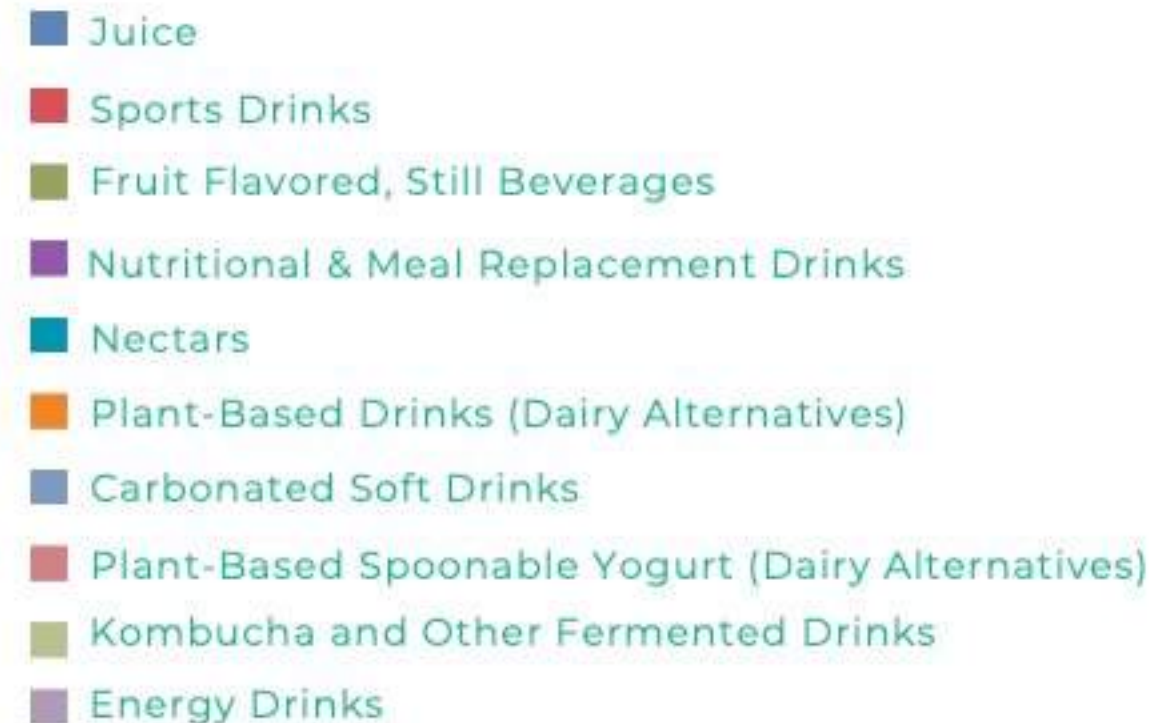 Juice
Sports Drinks
Fruit Flavored, Still Beverages
Nutritional & Meal Replacement Drinks
Nectars
Plant-Based Drinks (Dairy Alternatives)
Carbonated Soft Drinks
Plant-Based Spoonable Yogurt (Dairy Alternatives)
Kombucha and Other Fermented Drinks
Energy Drinks